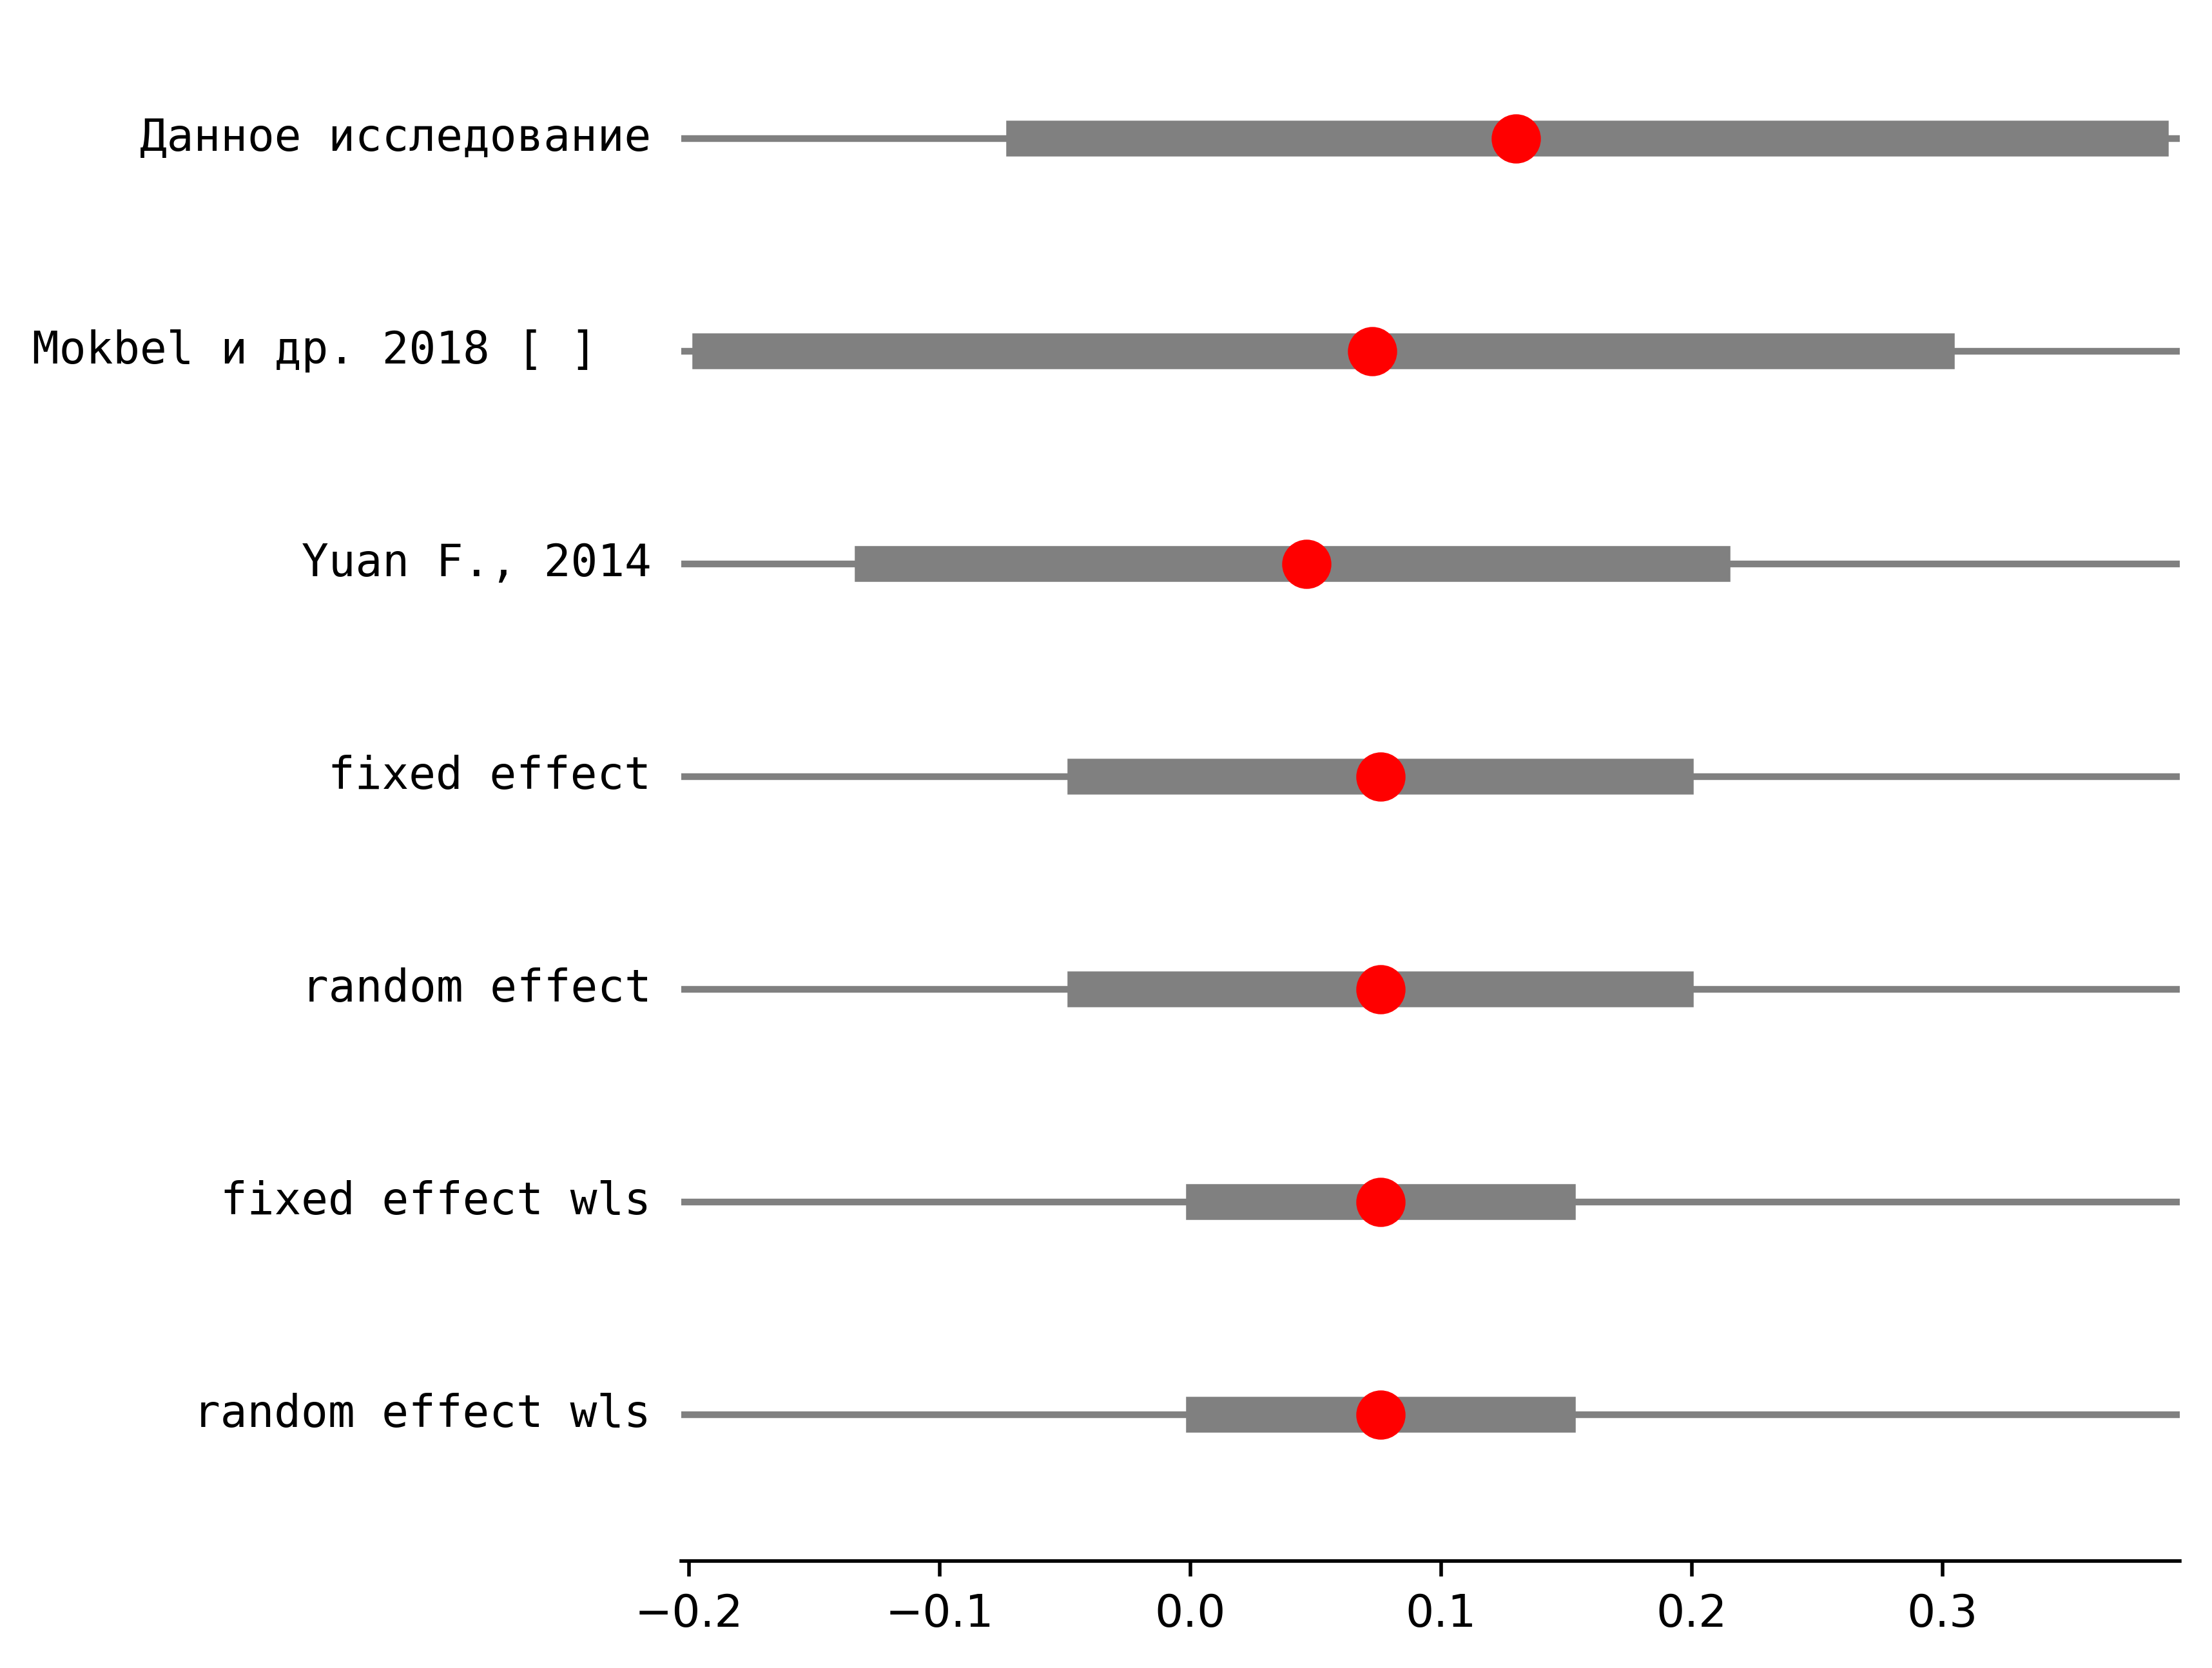 Данное исследование
Mokbel и др. 2018 [ ]
Yuan F., 2014
fixed effect
random effect
fixed effect wls
random effect wls
−0.2 −0.1 0.0 0.1 0.2 0.3